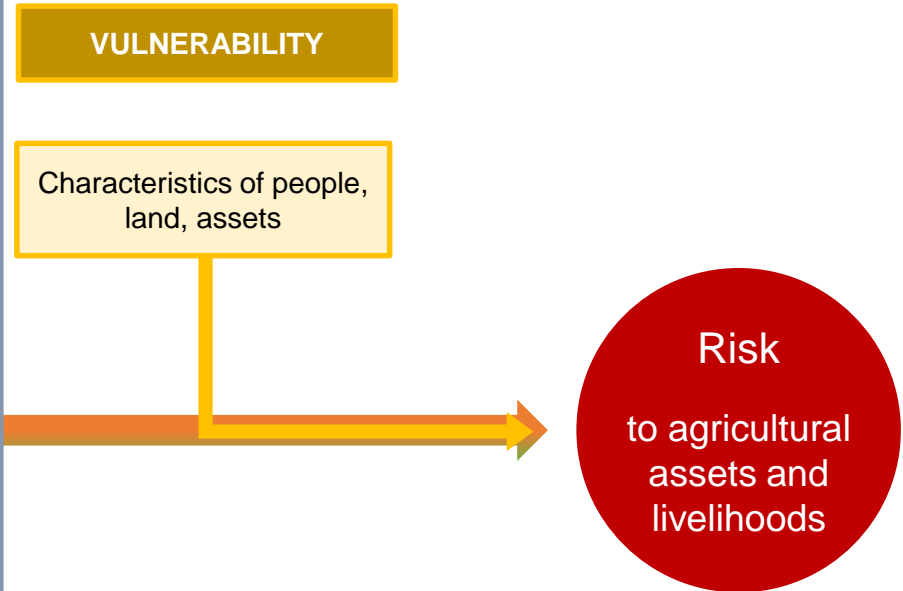 VULNERABILITY
Characteristics of people,
land, assets
Risk
to agricultural
assets and
livelihoods